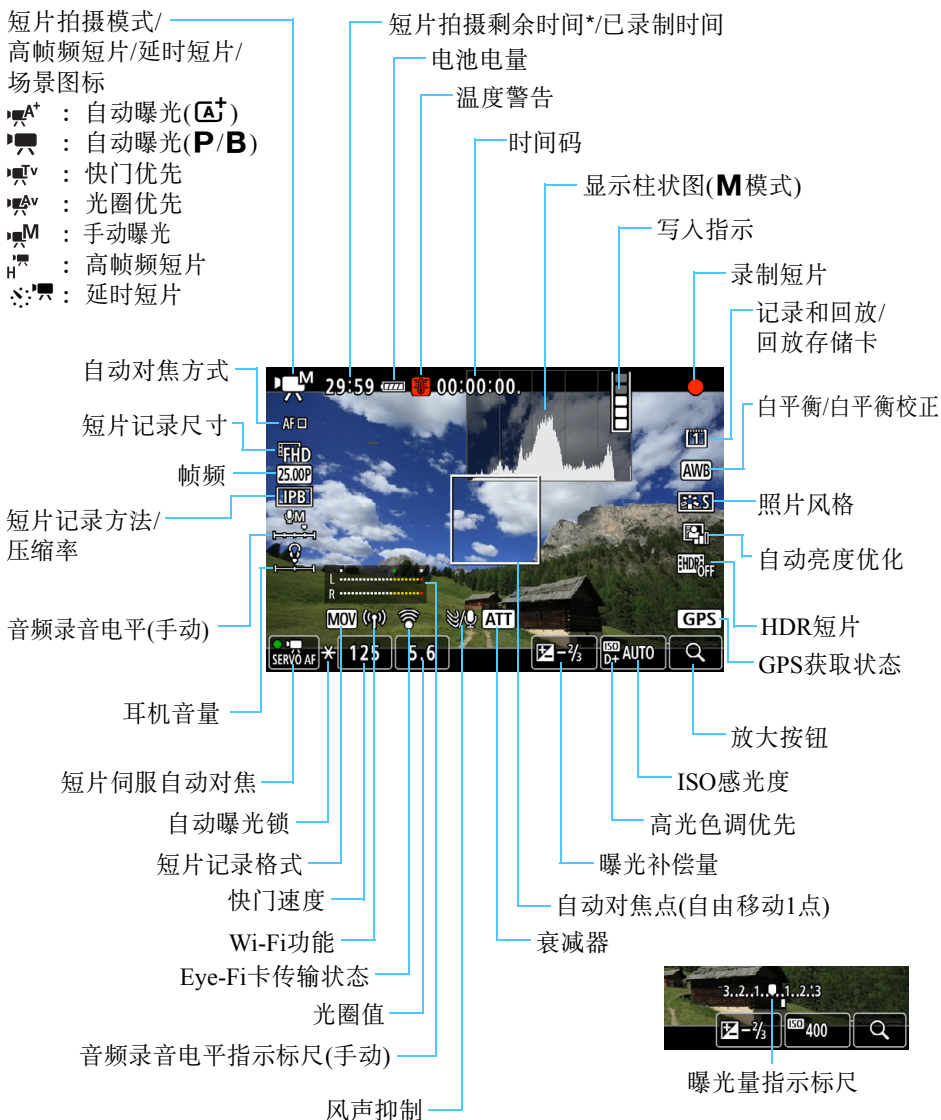 短片拍摄模式/
高帧频短片/延时短片/
场景图标
A+ : 自动曝光(A+)
: 自动曝光(P/B)
Tv : 快门优先
Av : 光圈优先
M : 手动曝光
H : 高帧频短片
: 延时短片
短片拍摄剩余时间*/已录制时间
电池电量
温度警告
时间码
显示柱状图(M模式)
写入指示
录制短片
记录和回放/
回放存储卡
白平衡/白平衡校正
照片风格
自动亮度优化
HDR短片
GPS获取状态
放大按钮
ISO感光度
高光色调优先
曝光补偿量
自动对焦点(自由移动1点)
衰减器
自动对焦方式
短片记录尺寸
帧频
短片记录方法/
压缩率
音频录音电平(手动)
耳机音量
短片伺服自动对焦
自动曝光锁
短片记录格式
快门速度
Wi-Fi功能
Eye-Fi卡传输状态
光圈值
音频录音电平指示标尺(手动)
风声抑制
M 29:59 00:00:00.
AF
FHD
25.00P
IPB
M
L
R
MOV
ATT
1
AWB
S
HDR OFF
GPS
SERVO AF
* 125 5.6
-2/3
ISO D+ AUTO
3..2..1..1..2..3
-2/3 ISO 400
曝光量指示标尺